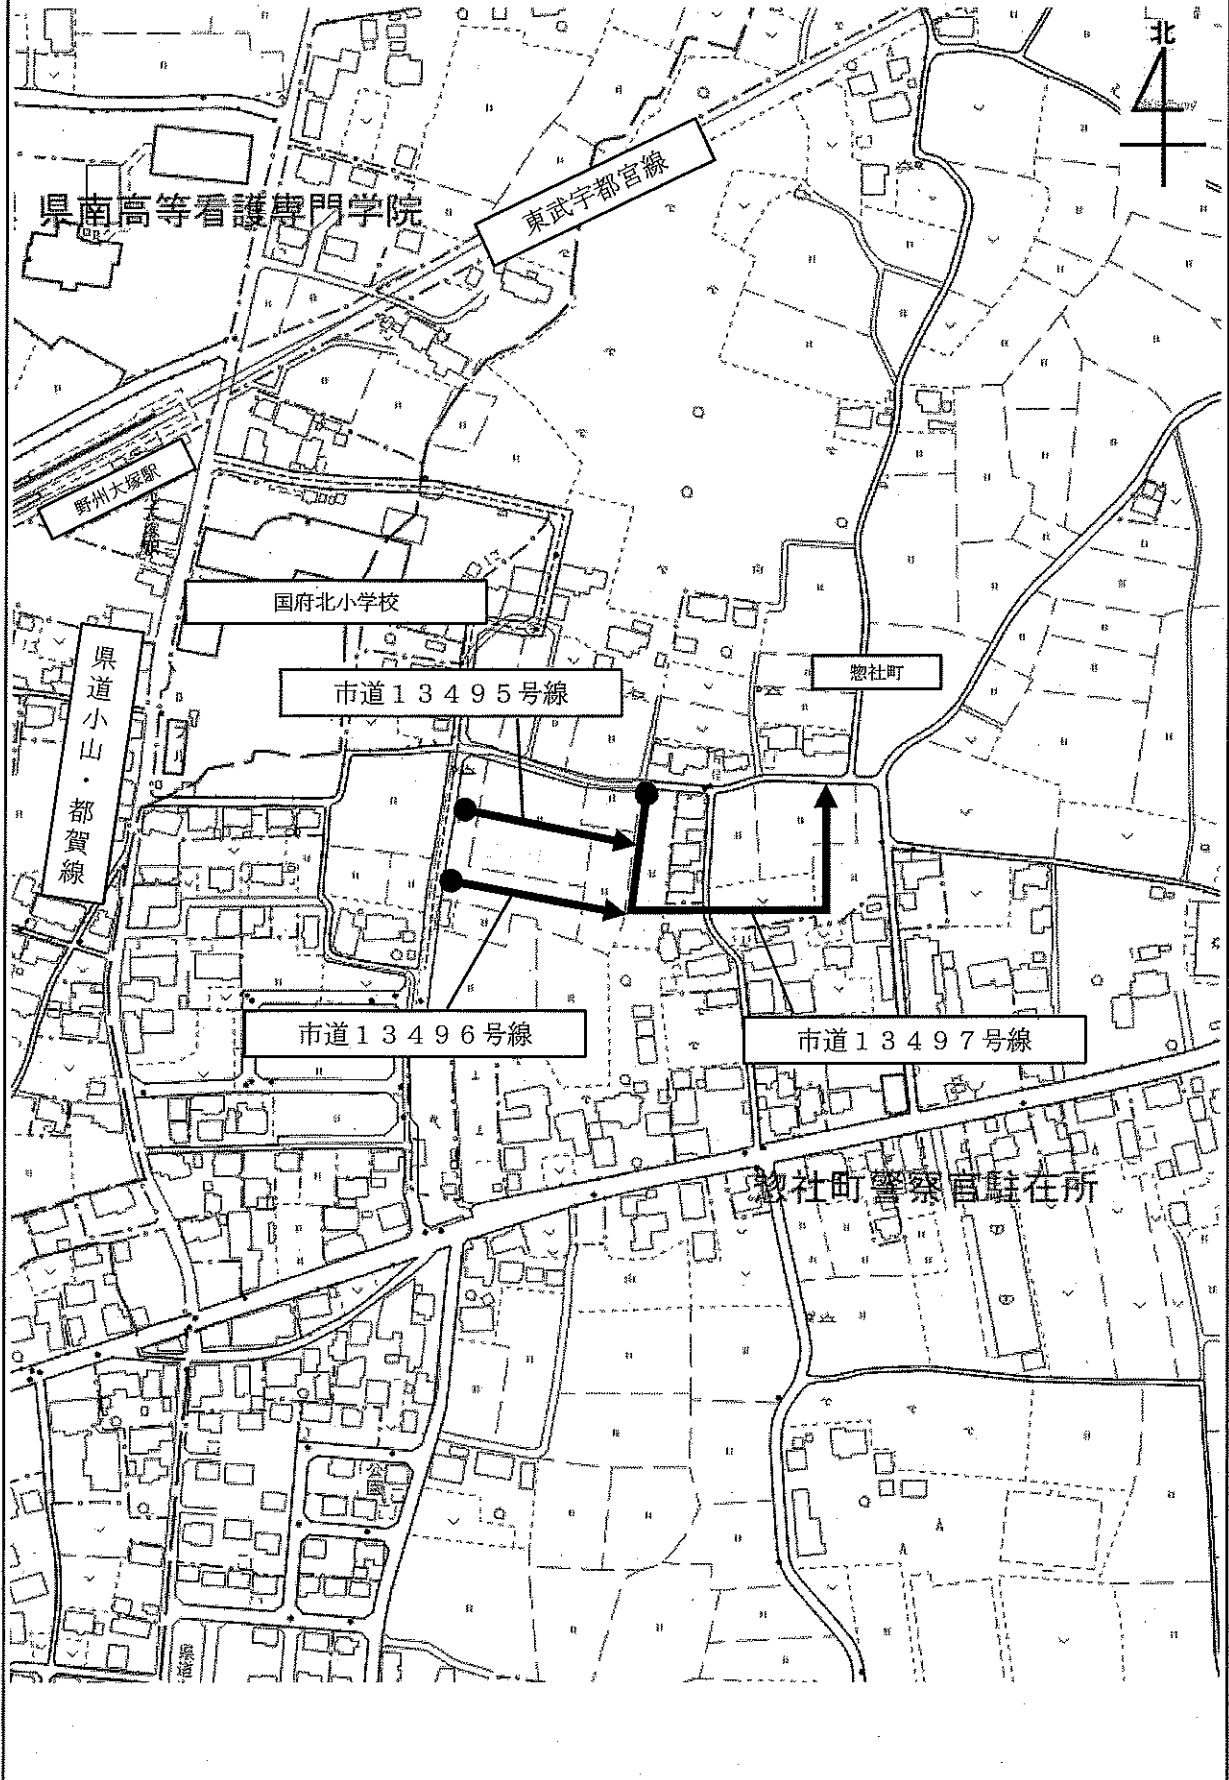 北
県南高等看護専門学院
東武宇都宮線
野州大塚駅
国府北小学校
県道小山・都賀線
市道13495号線
惣社町
市道13496号線
市道13497号線
惣社町警察官駐在所
公園